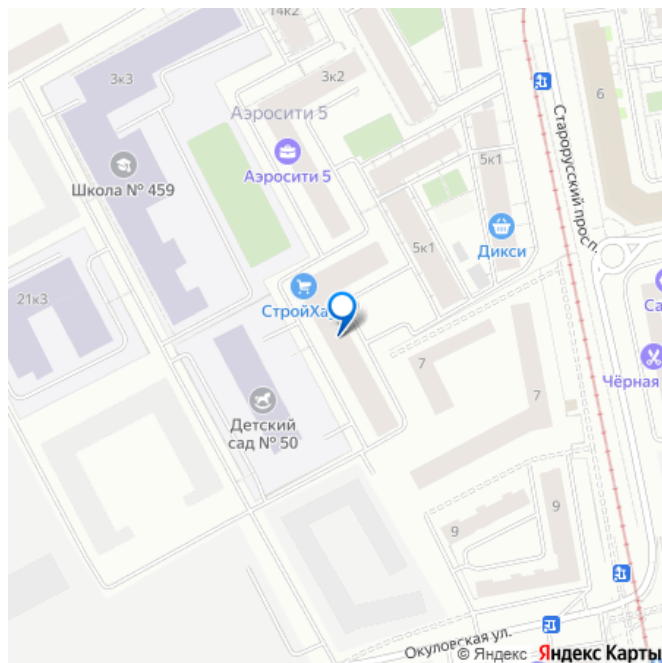 14к2
3к3
3к2
6
Аэросити 5
Старорусский просп.
Школа № 459
Аэросити 5
5к1
Дикси
5к1
21к3
СтройХа
Са
7
Чёрная
7
Детский
сад № 50
9
9
Окуловская ул.
© Яндекс Яндекс Карты